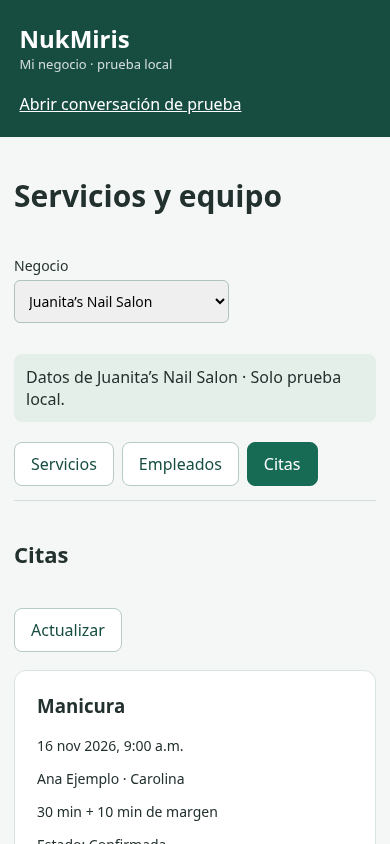 NukMiris
Mi negocio · prueba local
Abrir conversación de prueba
Servicios y equipo
Negocio
Juanita’s Nail Salon
Datos de Juanita’s Nail Salon · Solo prueba
local.
Servicios Empleados Citas
Citas
Actualizar
Manicura
16 nov 2026, 9:00 a.m.
Ana Ejemplo · Carolina
30 min + 10 min de margen
Estado: Confirmada